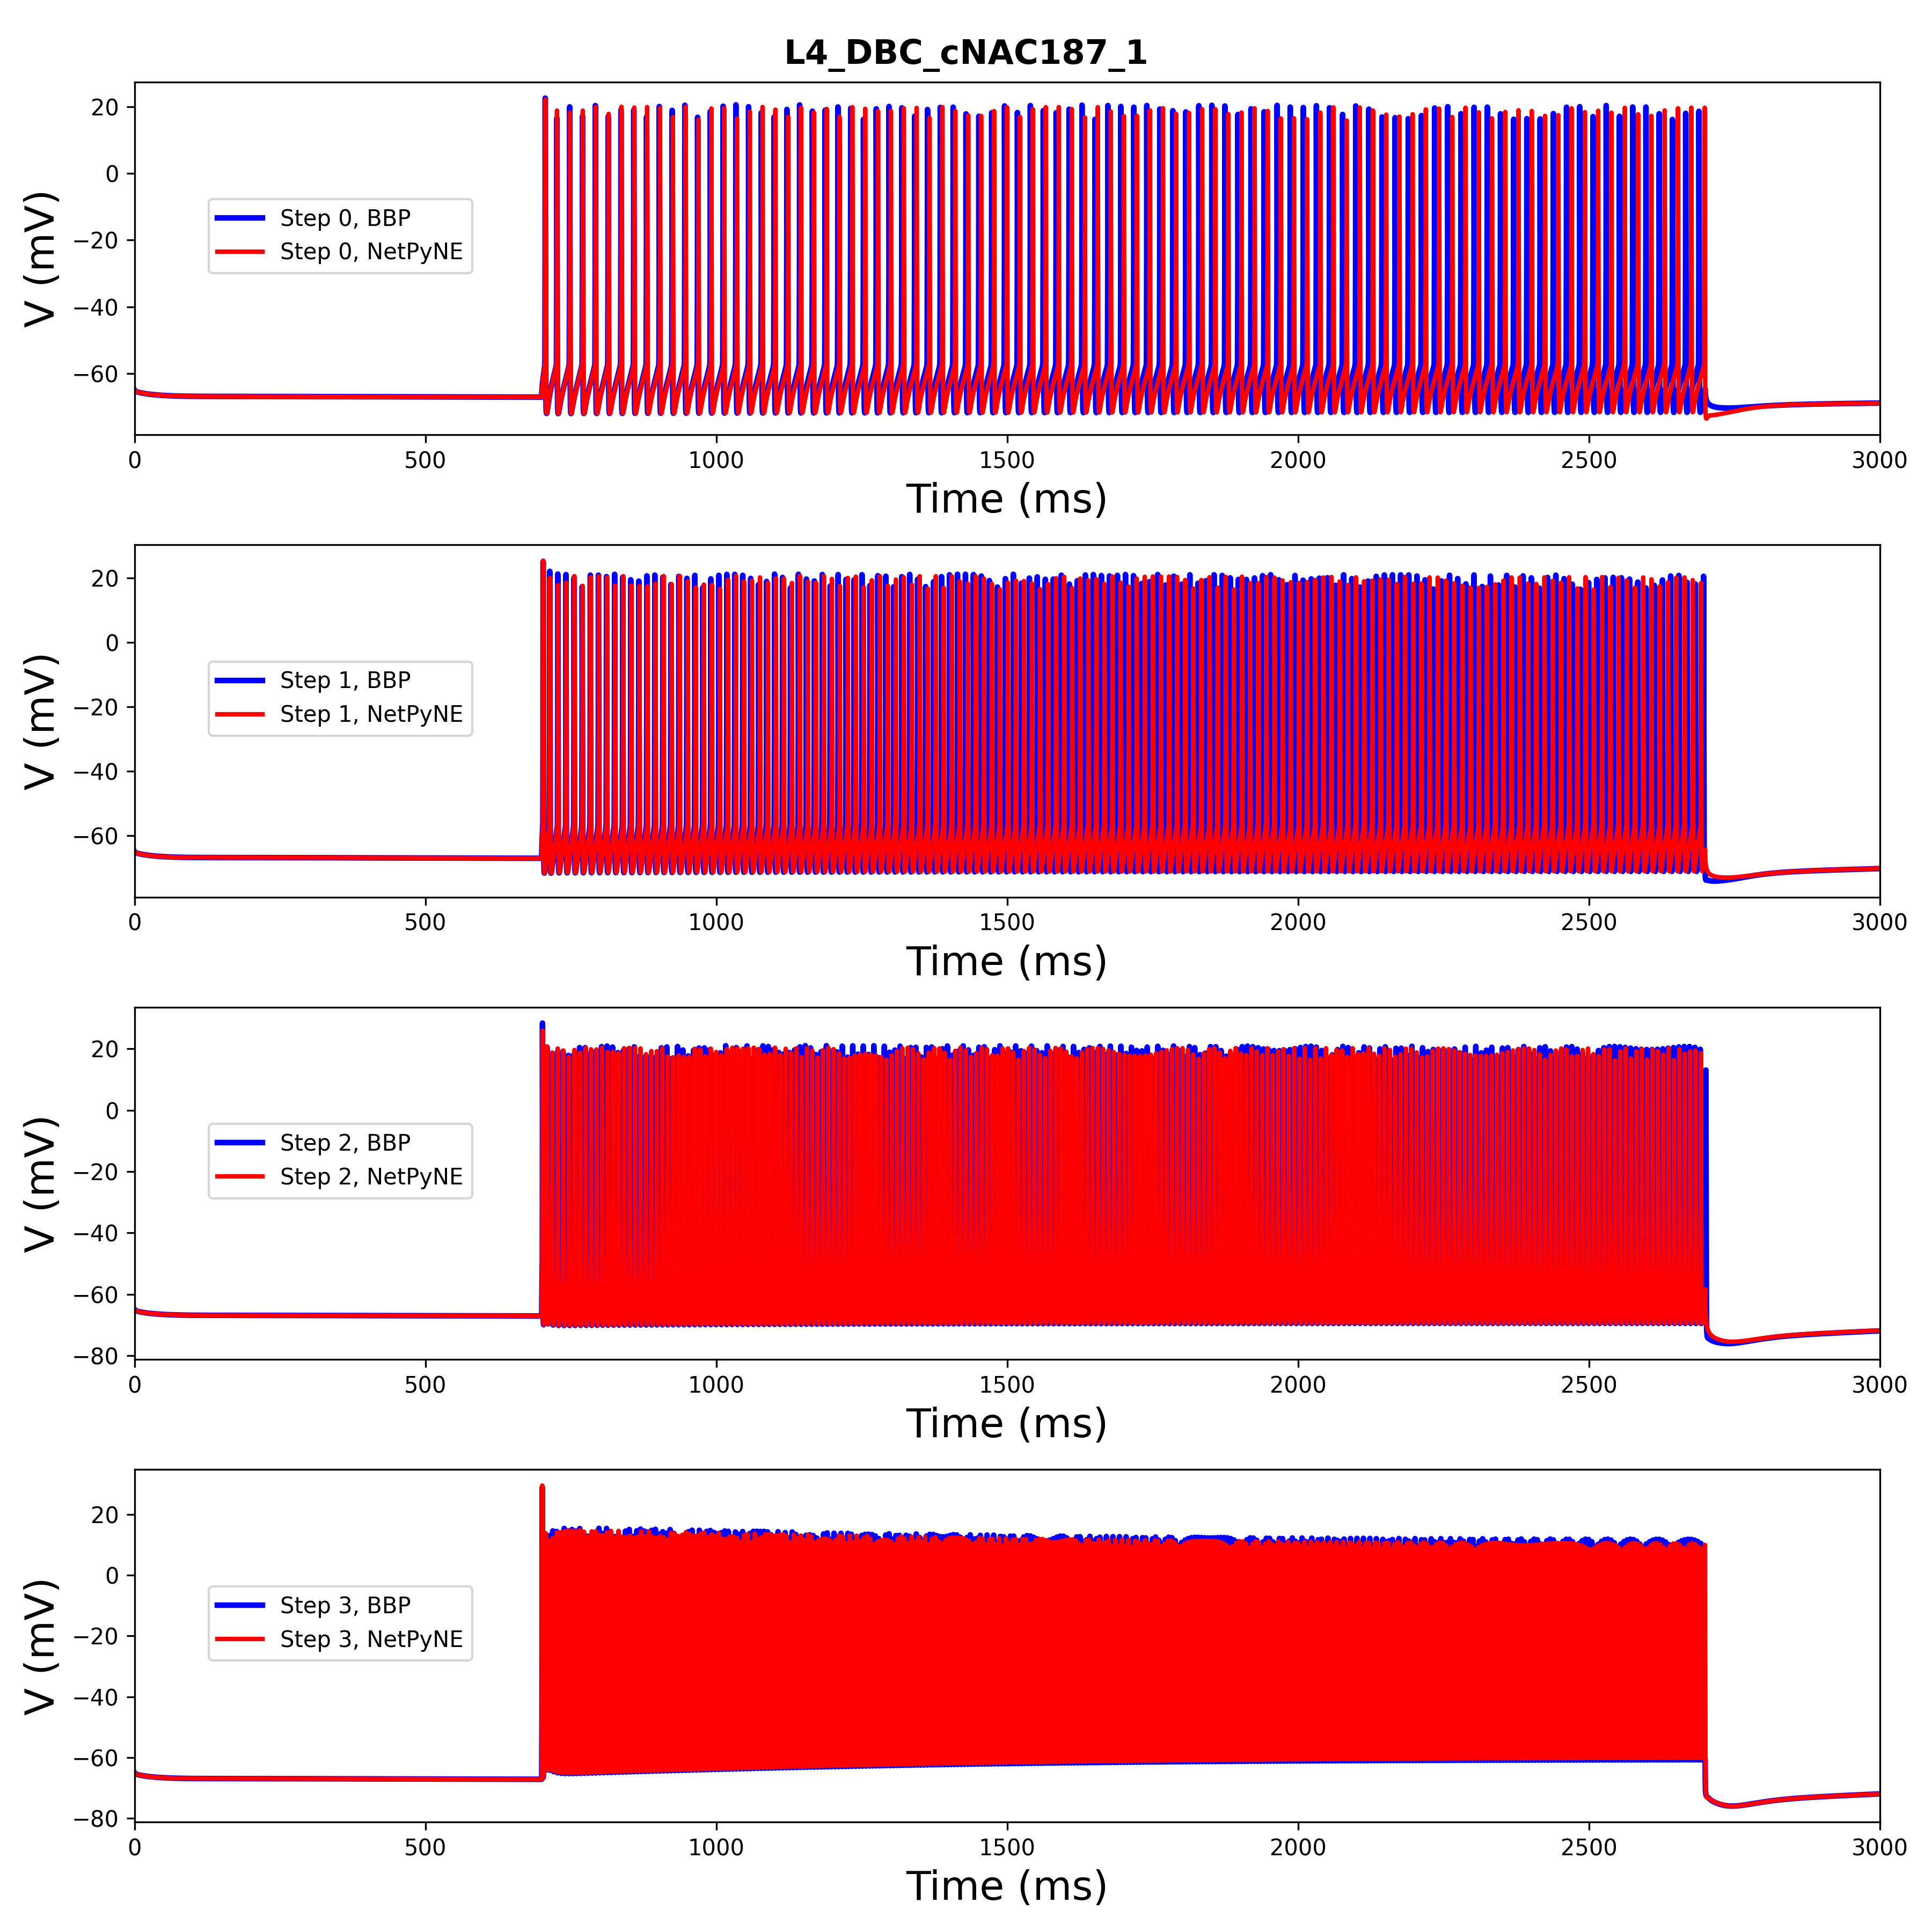 L4_DBC_cNAC187_1
20
0
−20
−40
−60
V (mV)
Step 0, BBP
Step 0, NetPyNE
0 500 1000 1500 2000 2500 3000
Time (ms)
20
0
−20
−40
−60
V (mV)
Step 1, BBP
Step 1, NetPyNE
0 500 1000 1500 2000 2500 3000
Time (ms)
20
0
−20
−40
−60
−80
V (mV)
Step 2, BBP
Step 2, NetPyNE
0 500 1000 1500 2000 2500 3000
Time (ms)
20
0
−20
−40
−60
−80
V (mV)
Step 3, BBP
Step 3, NetPyNE
0 500 1000 1500 2000 2500 3000
Time (ms)